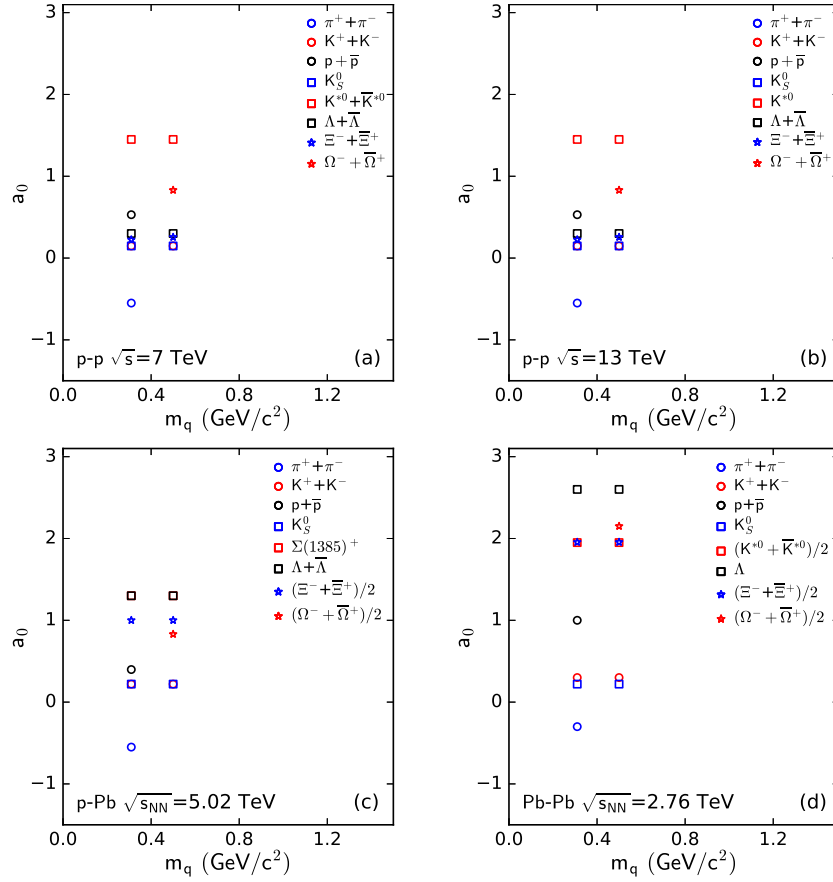 3
2
1
0
−1
a₀
π⁺+π⁻
K⁺+K⁻
p+p̅
K⁰_S
K*⁰+K̅*⁰
Λ+Λ̅
Ξ⁻+Ξ̅⁺
Ω⁻+Ω̅⁺
p-p √s=7 TeV (a)
0.0 0.4 0.8 1.2
m_q (GeV/c²)
3
2
1
0
−1
a₀
π⁺+π⁻
K⁺+K⁻
p+p̅
K⁰_S
K*⁰
Λ+Λ̅
Ξ⁻+Ξ̅⁺
Ω⁻+Ω̅⁺
p-p √s=13 TeV (b)
0.0 0.4 0.8 1.2
m_q (GeV/c²)
3
2
1
0
−1
a₀
π⁺+π⁻
K⁺+K⁻
p+p̅
K⁰_S
Σ(1385)⁺
Λ+Λ̅
(Ξ⁻+Ξ̅⁺)/2
(Ω⁻+Ω̅⁺)/2
p-Pb √s_NN=5.02 TeV (c)
0.0 0.4 0.8 1.2
m_q (GeV/c²)
3
2
1
0
−1
a₀
π⁺+π⁻
K⁺+K⁻
p+p̅
K⁰_S
(K*⁰+K̅*⁰)/2
Λ
(Ξ⁻+Ξ̅⁺)/2
(Ω⁻+Ω̅⁺)/2
Pb-Pb √s_NN=2.76 TeV (d)
0.0 0.4 0.8 1.2
m_q (GeV/c²)